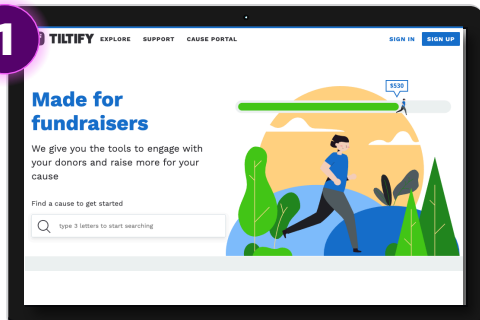 1
TILTIFY EXPLORE SUPPORT CAUSE PORTAL SIGN IN SIGN UP
$530
Made for
fundraisers
We give you the tools to engage with
your donors and raise more for your
cause
Find a cause to get started
type 3 letters to start searching